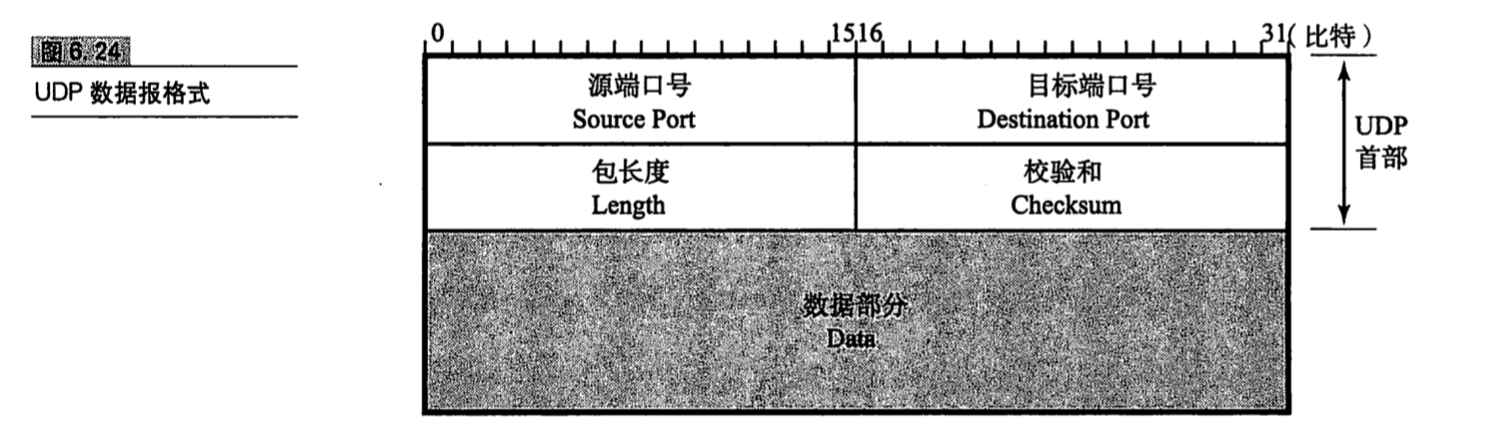 图6.24
UDP 数据报格式
0
1516
31(比特)
源端口号
Source Port
目标端口号
Destination Port
包长度
Length
校验和
Checksum
UDP
首部
数据部分
Data